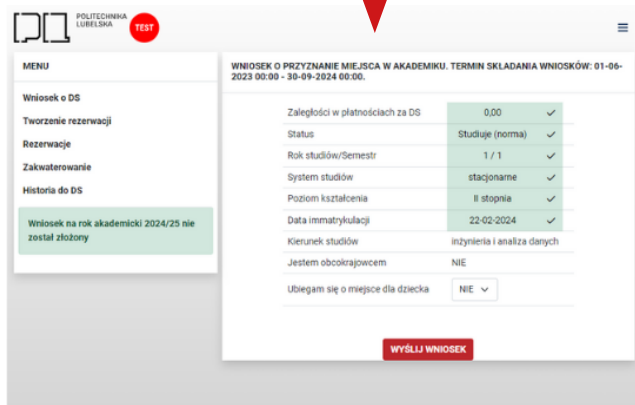 POLITECHNIKA
LUBELSKA
TEST
MENU
Wniosek o DS
Tworzenie rezerwacji
Rezerwacje
Zakwaterowanie
Historia do DS
Wniosek na rok akademicki 2024/25 nie
został złożony
WNIOSEK O PRZYZNANIE MIEJSCA W AKADEMIKU. TERMIN SKŁADANIA WNIOSKÓW: 01-06-
2023 00:00 - 30-09-2024 00:00.
Zaległości w płatnościach za DS 0,00
Status Studiuje (norma)
Rok studiów/Semestr 1 / 1
System studiów stacjonarne
Poziom kształcenia II stopnia
Data immatrykulacji 22-02-2024
Kierunek studiów inżynieria i analiza danych
Jestem obcokrajowcem NIE
Ubiegam się o miejsce dla dziecka NIE
WYŚLIJ WNIOSEK